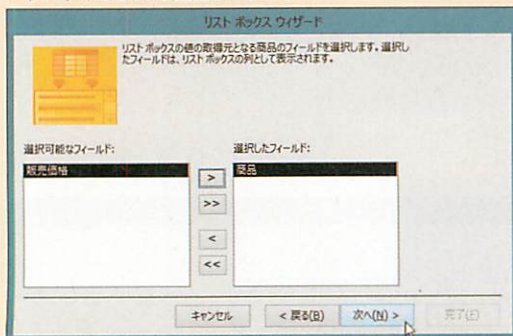 リスト ボックス ウィザード
リスト ボックスの値の取得元となる商品のフィールドを選択します。選択し
たフィールドは、リスト ボックスの列として表示されます。
選択可能なフィールド:
選択したフィールド:
販売価格
商品
>
>>
<
<<
キャンセル
< 戻る(B)
次へ(N) >
完了(F)